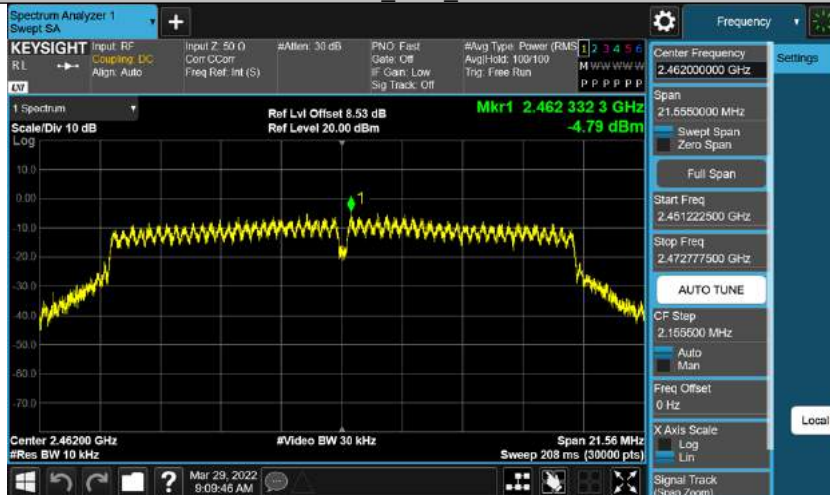 Spectrum Analyzer 1
Swept SA
+
Frequency
KEYSIGHT
RL
LXI
Input: RF
Coupling: DC
Align: Auto
Input Z: 50 Ω
Corr CCorr
Freq Ref: Int (S)
#Atten: 30 dB
PNO: Fast
Gate: Off
IF Gain: Low
Sig Track: Off
#Avg Type: Power (RMS
Avg|Hold: 100/100
Trig: Free Run
1 2 3 4 5 6
M W W W W W
P P P P P P
Center Frequency
2.462000000 GHz
Settings
Span
21.5550000 MHz
Swept Span
Zero Span
Full Span
Start Freq
2.451222500 GHz
Stop Freq
2.472777500 GHz
AUTO TUNE
CF Step
2.155500 MHz
Auto
Man
Freq Offset
0 Hz
X Axis Scale
Log
Lin
Local
Signal Track
(Span Zoom)
1 Spectrum
Scale/Div 10 dB
Log
Ref Lvl Offset 8.53 dB
Ref Level 20.00 dBm
Mkr1 2.462 332 3 GHz
-4.79 dBm
1
10.0
0.00
-10.0
-20.0
-30.0
-40.0
-50.0
-60.0
-70.0
Center 2.46200 GHz
#Res BW 10 kHz
#Video BW 30 kHz
Span 21.56 MHz
Sweep 208 ms (30000 pts)
?
Mar 29, 2022
9:09:46 AM